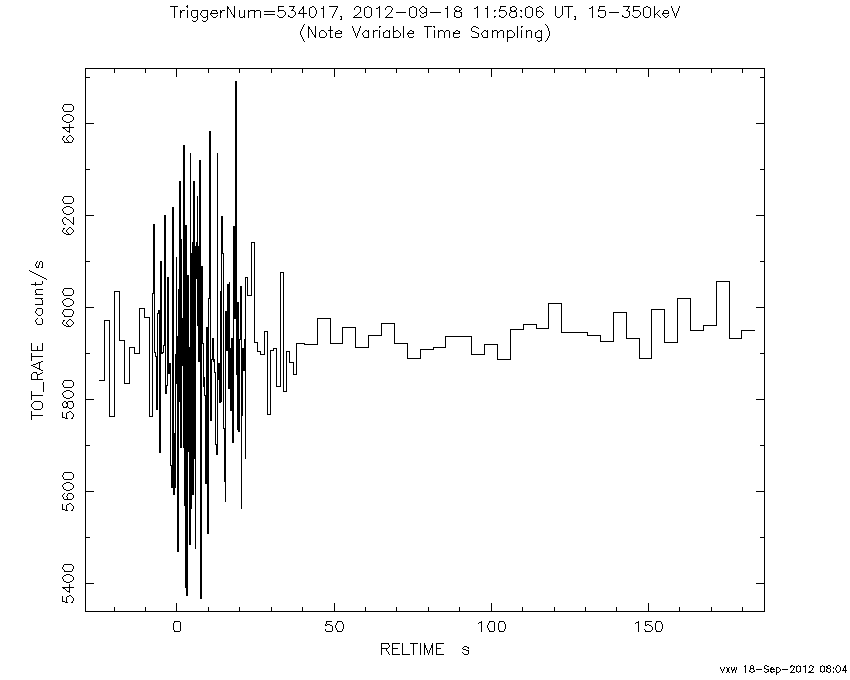 TriggerNum=534017, 2012-09-18 11:58:06 UT, 15-350keV
(Note Variable Time Sampling)
TOT_RATE count/s
6400
6200
6000
5800
5600
5400
0 50 100 150
RELTIME s
vxw 18-Sep-2012 08:04